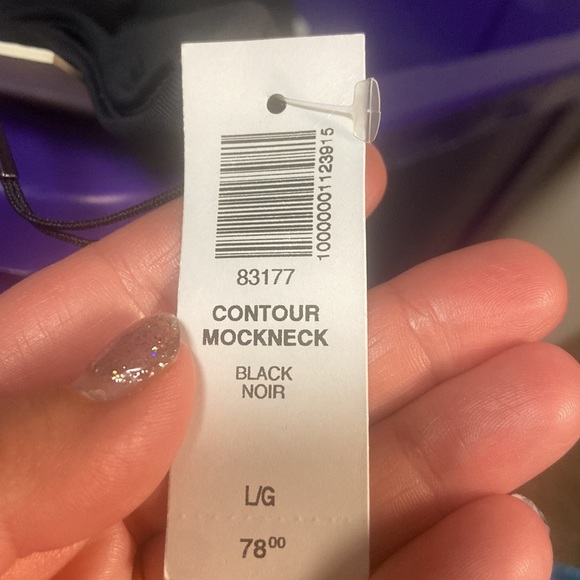 10000001123915
83177
CONTOUR
MOCKNECK
BLACK
NOIR
L/G
78⁰⁰